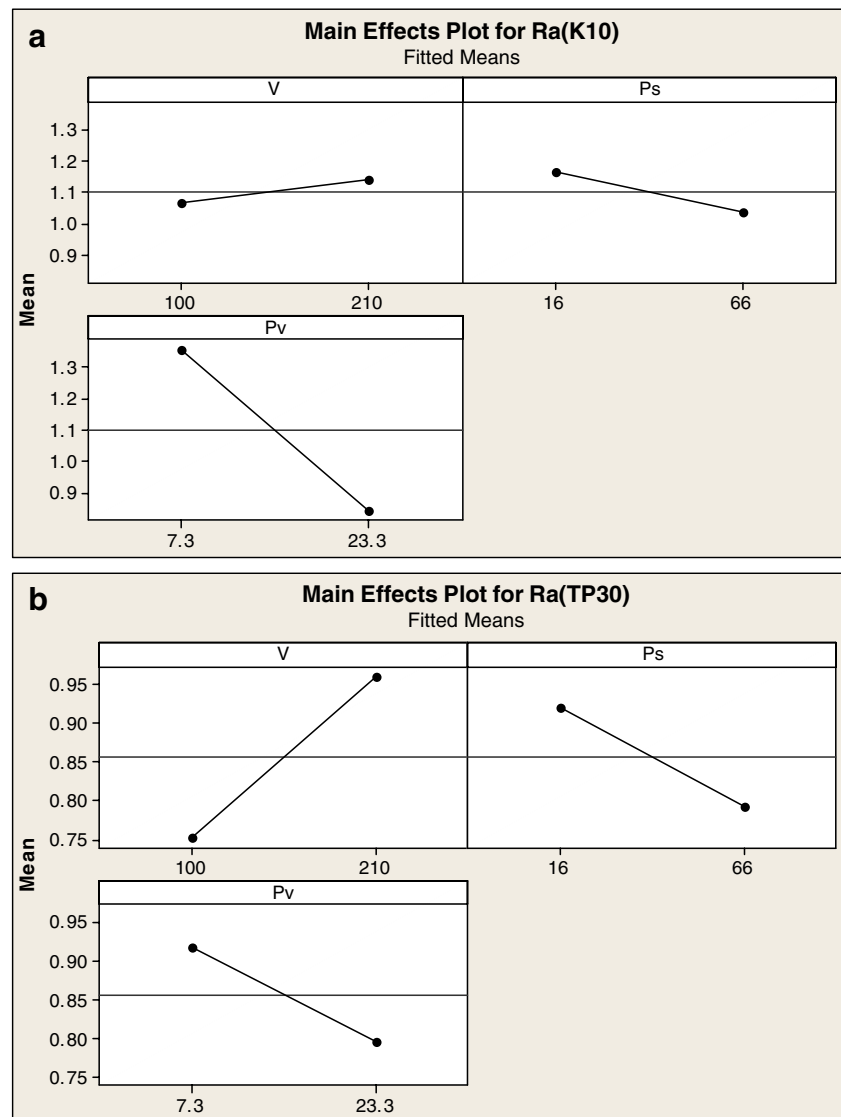 a
Main Effects Plot for Ra(K10)
Fitted Means
V Ps
1.3
1.2
1.1
1.0
0.9
100 210 16 66
Mean
Pv
1.3
1.2
1.1
1.0
0.9
7.3 23.3
b
Main Effects Plot for Ra(TP30)
Fitted Means
V Ps
0.95
0.90
0.85
0.80
0.75
100 210 16 66
Mean
Pv
0.95
0.90
0.85
0.80
0.75
7.3 23.3